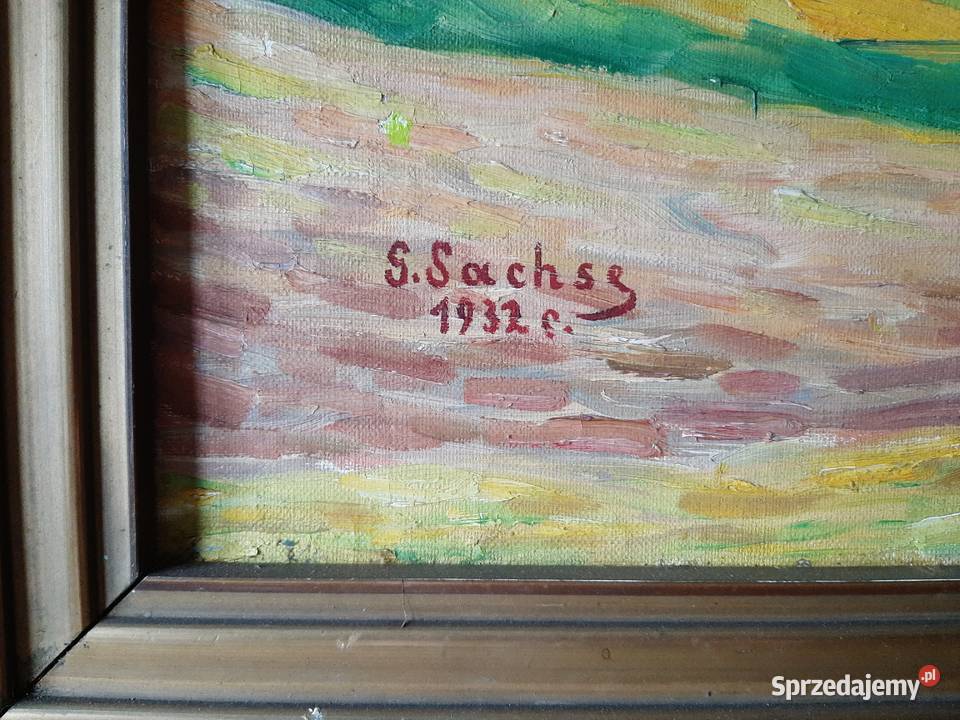 G. Sachse
1932 c.
Sprzedajemy.pl